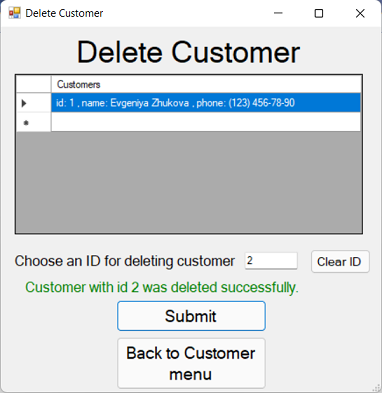 Delete Customer
Delete Customer
Customers
id: 1 , name: Evgeniya Zhukova , phone: (123) 456-78-90
Choose an ID for deleting customer 2 Clear ID
Customer with id 2 was deleted successfully.
Submit
Back to Customer
menu